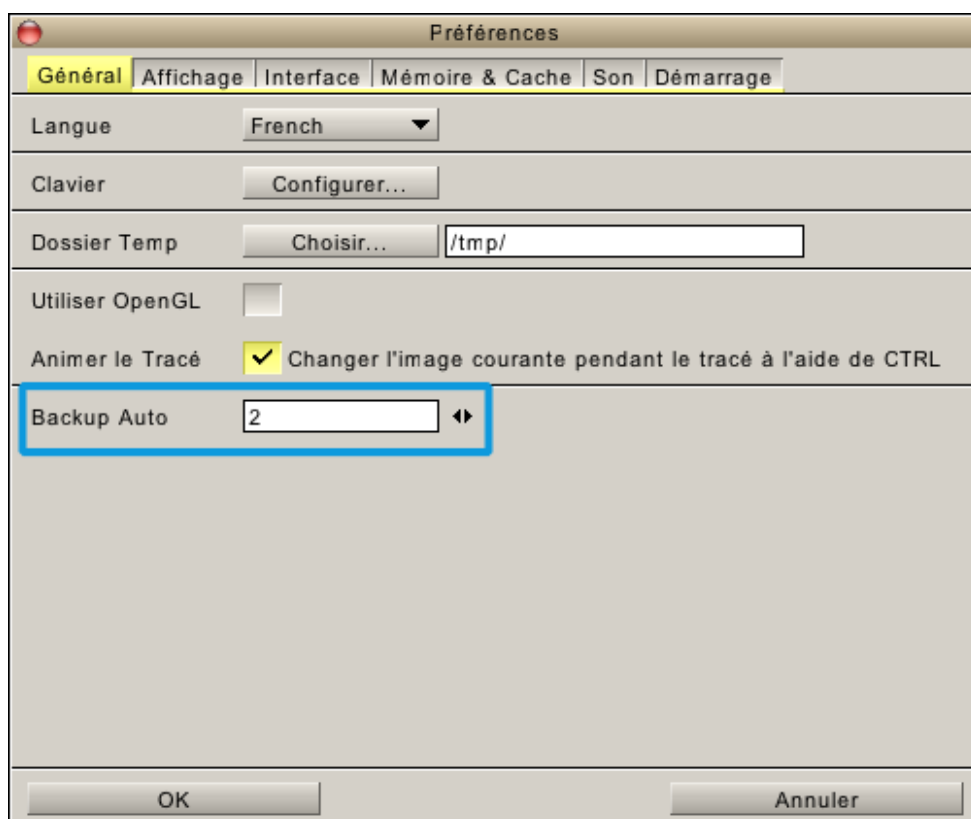 Préférences
Général Affichage Interface Mémoire & Cache Son Démarrage
Langue French
Clavier Configurer...
Dossier Temp Choisir... /tmp/
Utiliser OpenGL
Animer le Tracé Changer l'image courante pendant le tracé à l'aide de CTRL
Backup Auto 2
OK Annuler